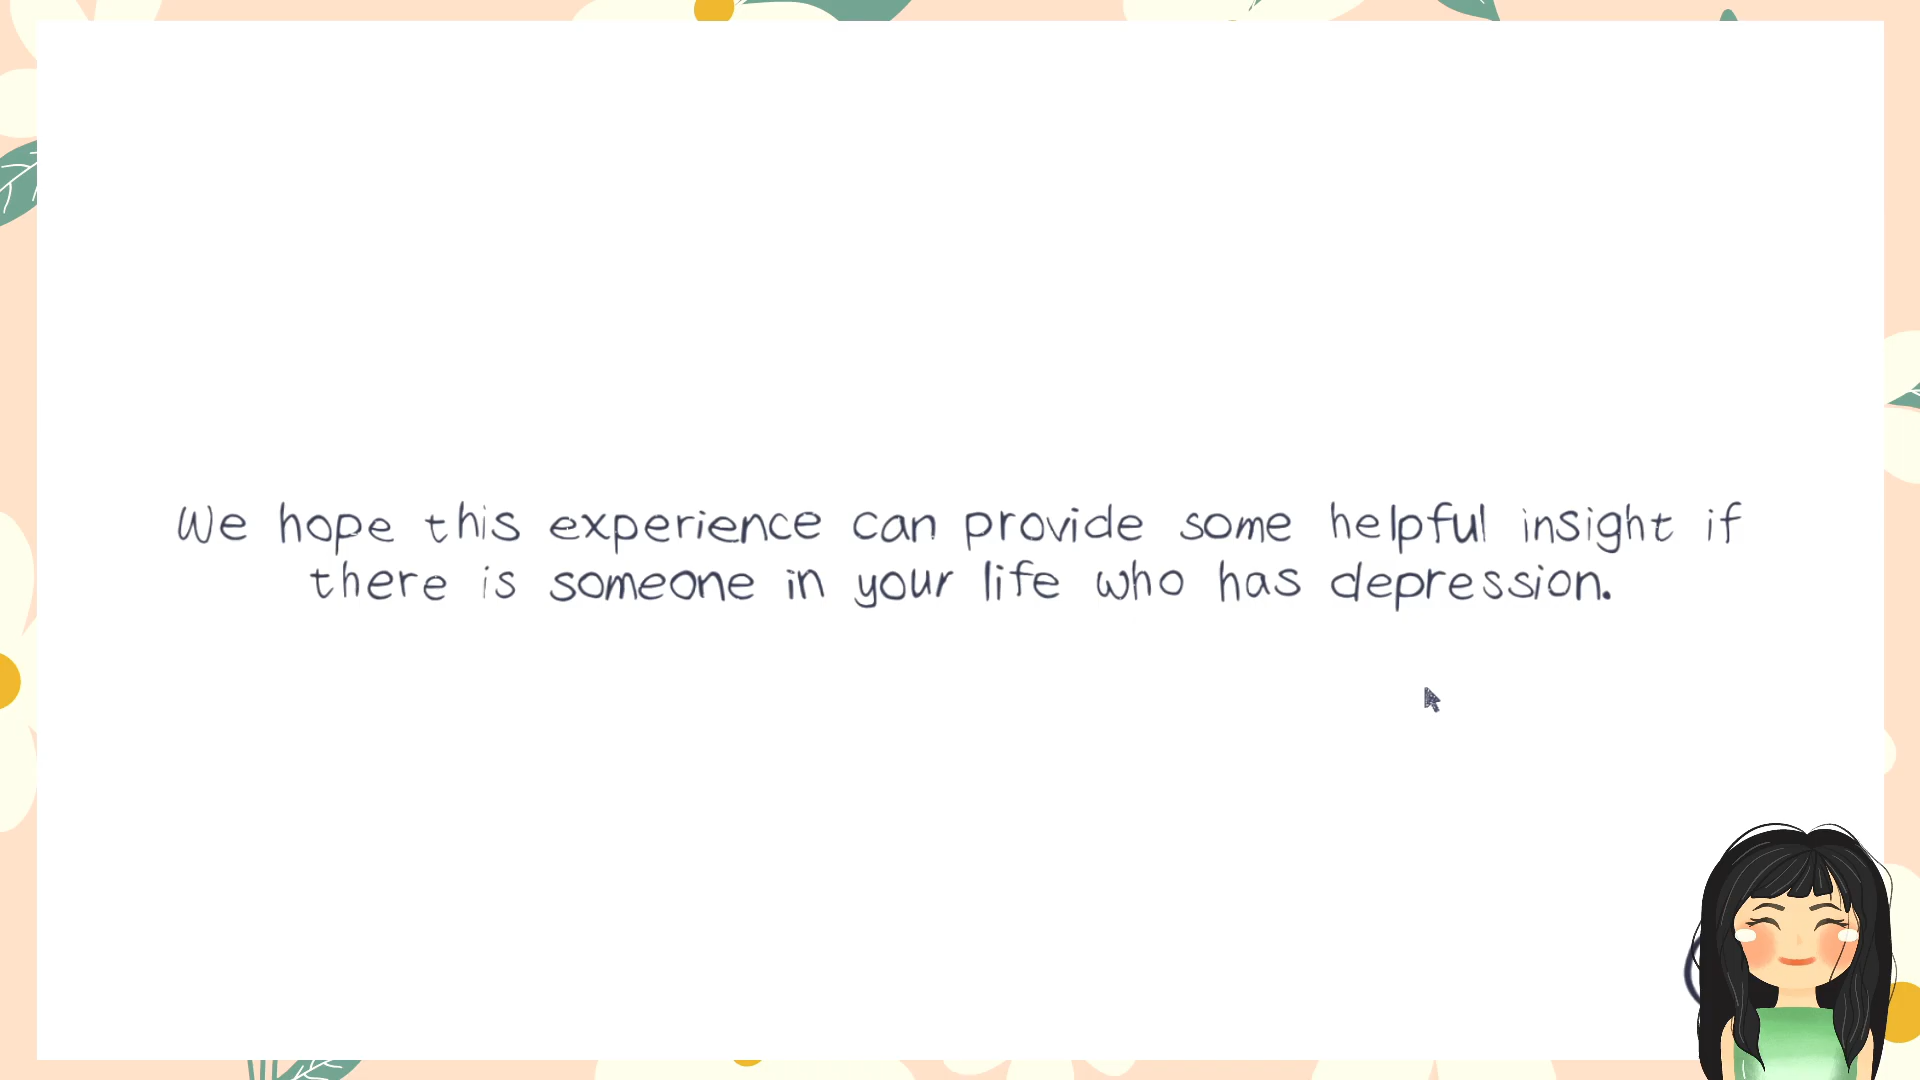 We hope this experience can provide some helpful insight if
there is someone in your life who has depression.